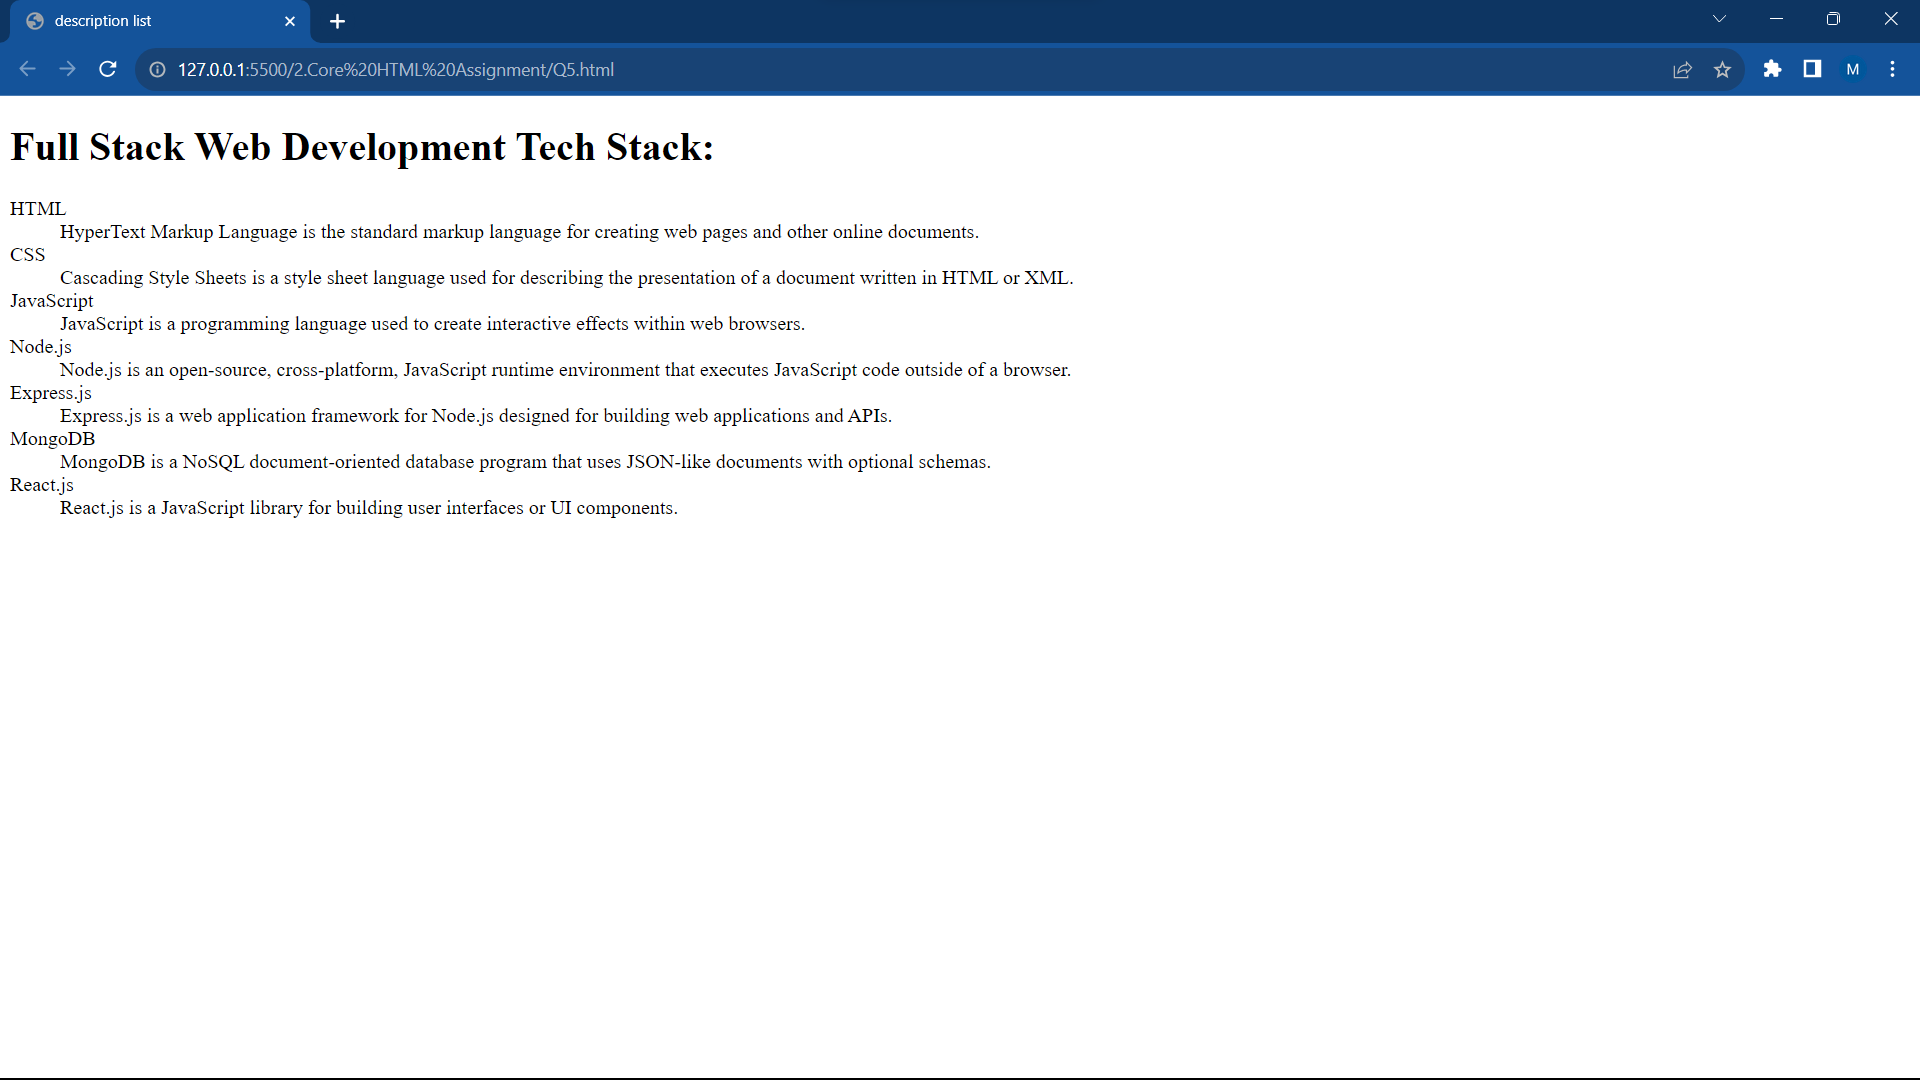 description list
127.0.0.1:5500/2.Core%20HTML%20Assignment/Q5.html
M
Full Stack Web Development Tech Stack:
HTML
HyperText Markup Language is the standard markup language for creating web pages and other online documents.
CSS
Cascading Style Sheets is a style sheet language used for describing the presentation of a document written in HTML or XML.
JavaScript
JavaScript is a programming language used to create interactive effects within web browsers.
Node.js
Node.js is an open-source, cross-platform, JavaScript runtime environment that executes JavaScript code outside of a browser.
Express.js
Express.js is a web application framework for Node.js designed for building web applications and APIs.
MongoDB
MongoDB is a NoSQL document-oriented database program that uses JSON-like documents with optional schemas.
React.js
React.js is a JavaScript library for building user interfaces or UI components.